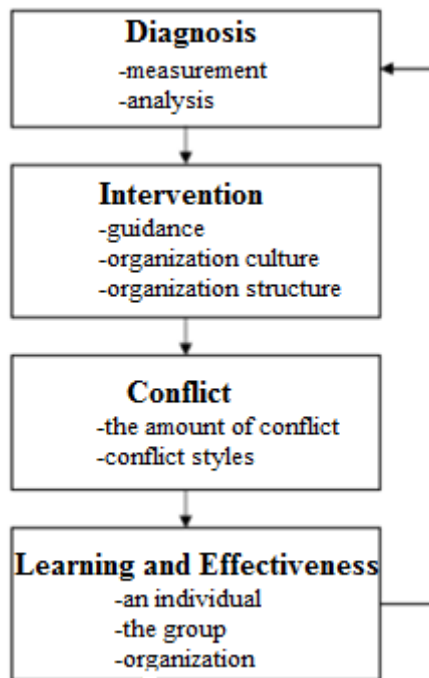 Diagnosis
-measurement
-analysis
Intervention
-guidance
-organization culture
-organization structure
Conflict
-the amount of conflict
-conflict styles
Learning and Effectiveness
-an individual
-the group
-organization